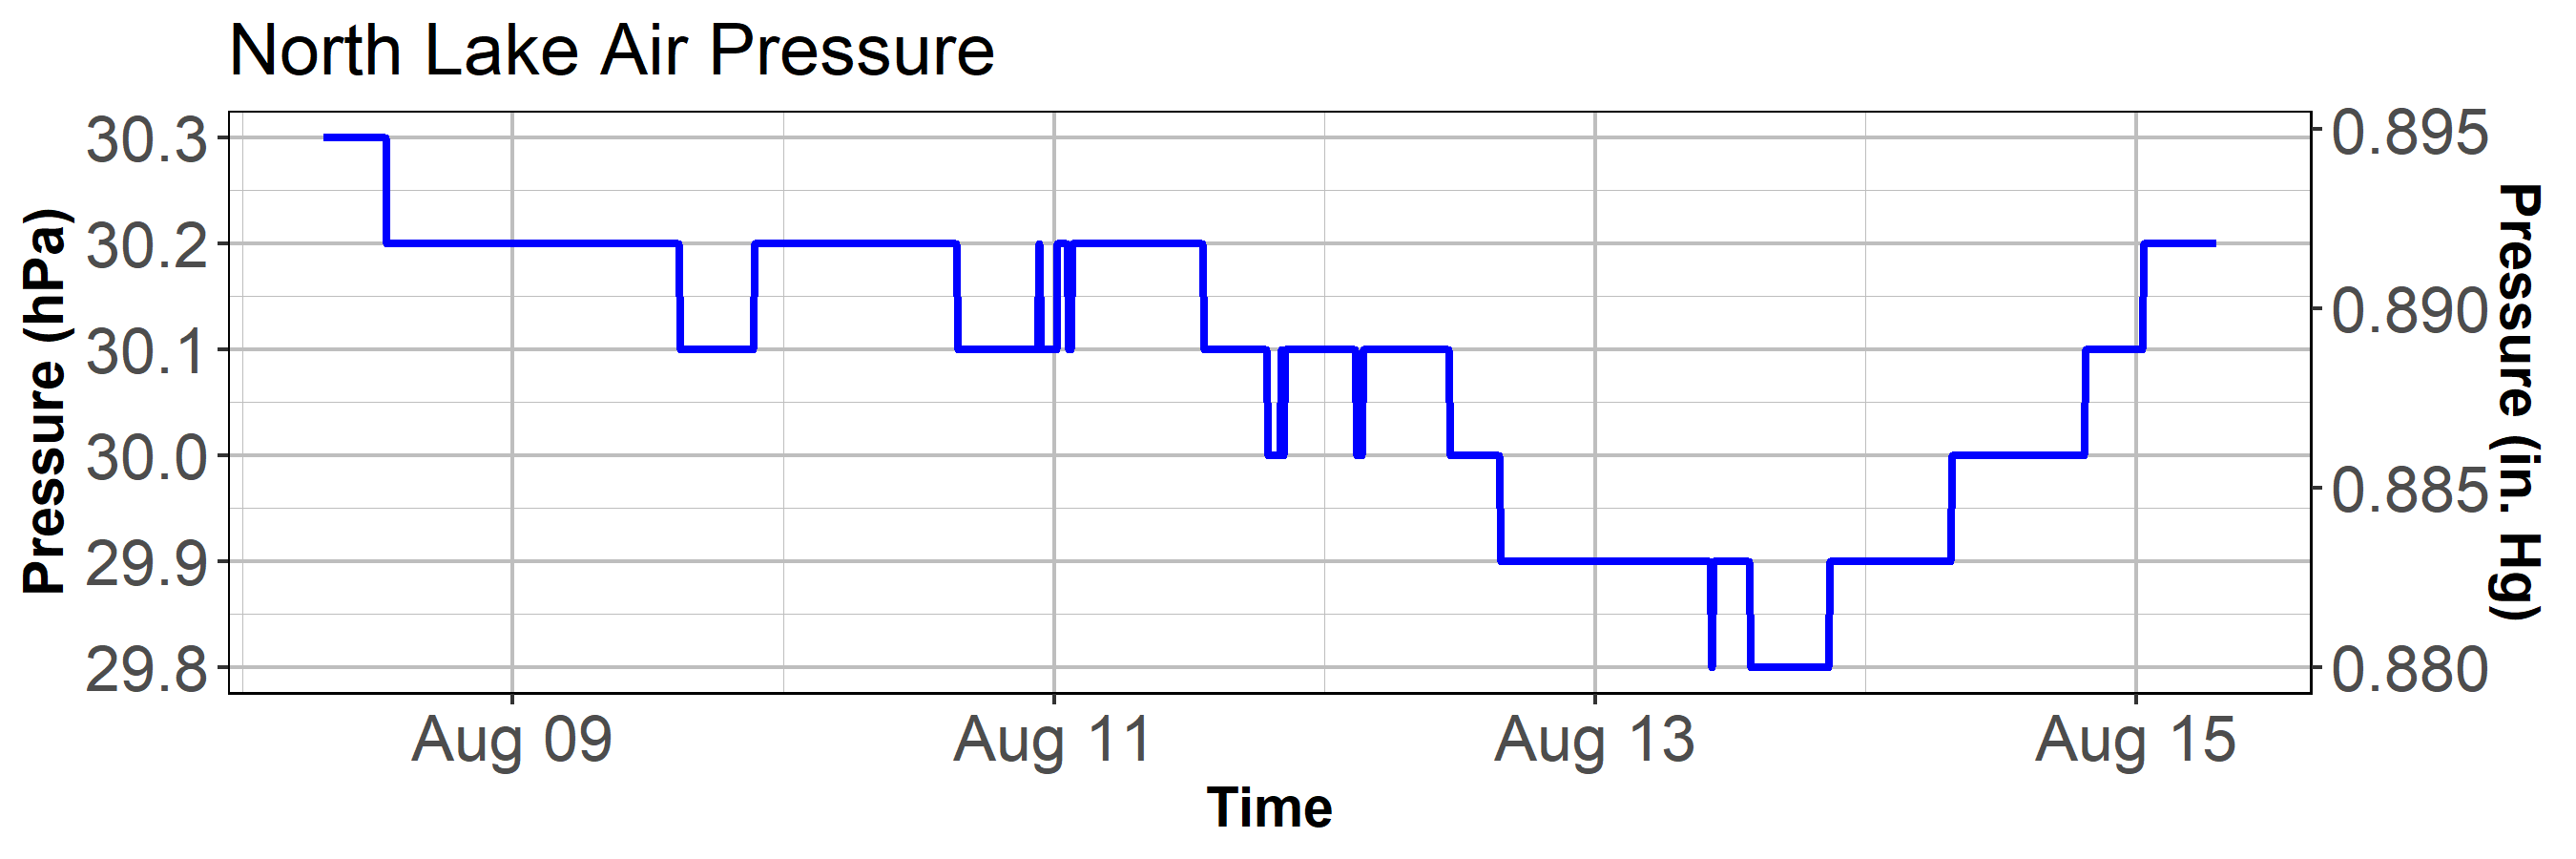 North Lake Air Pressure
30.3
30.2
30.1
30.0
29.9
29.8
Pressure (hPa)
0.895
0.890
0.885
0.880
Pressure (in. Hg)
Aug 09
Aug 11
Aug 13
Aug 15
Time